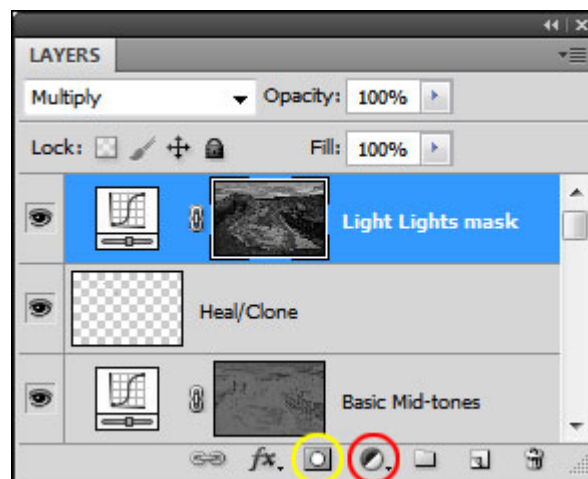 LAYERS
Multiply Opacity: 100%
Lock: Fill: 100%
Light Lights mask
Heal/Clone
Basic Mid-tones
fx.